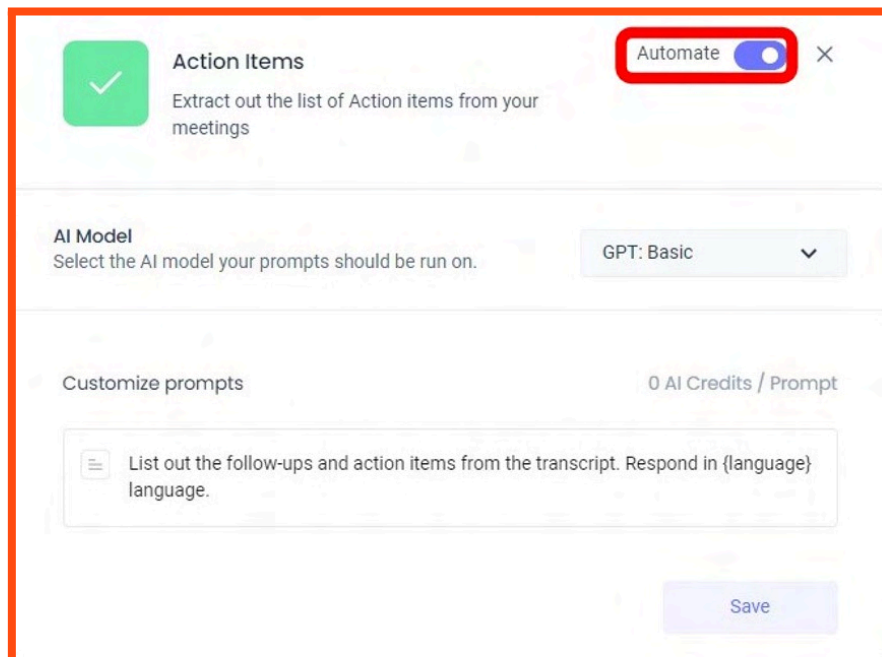 Action Items
Automate
Extract out the list of Action items from your
meetings
AI Model
Select the AI model your prompts should be run on.
GPT: Basic
Customize prompts
0 AI Credits / Prompt
List out the follow-ups and action items from the transcript. Respond in {language}
language.
Save